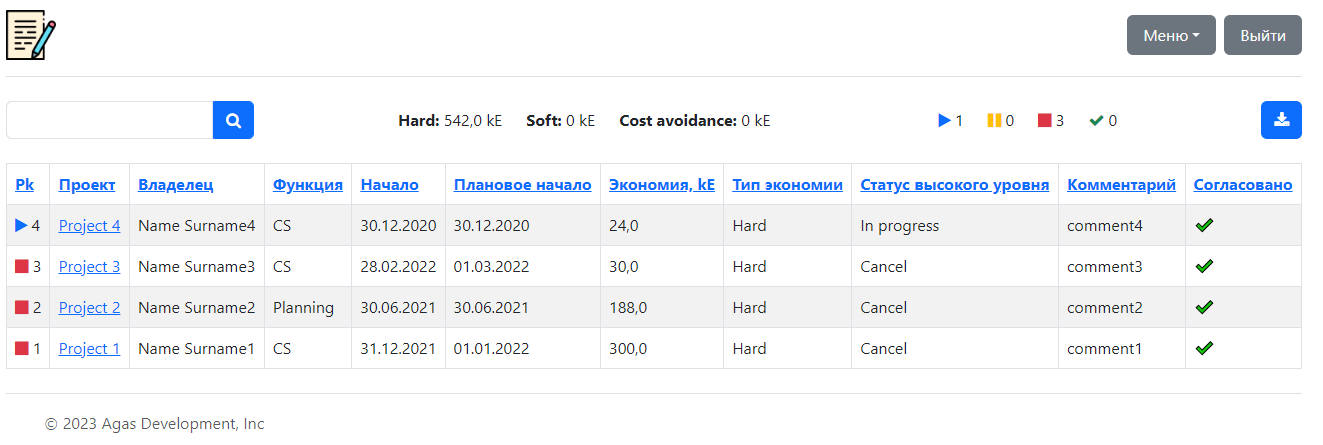 Меню Выйти
Hard: 542,0 kE Soft: 0 kE Cost avoidance: 0 kE 1 0 3 0
Pk Проект Владелец Функция Начало Плановое начало Экономия, kE Тип экономии Статус высокого уровня Комментарий Согласовано
4 Project 4 Name Surname4 CS 30.12.2020 30.12.2020 24,0 Hard In progress comment4
3 Project 3 Name Surname3 CS 28.02.2022 01.03.2022 30,0 Hard Cancel comment3
2 Project 2 Name Surname2 Planning 30.06.2021 30.06.2021 188,0 Hard Cancel comment2
1 Project 1 Name Surname1 CS 31.12.2021 01.01.2022 300,0 Hard Cancel comment1
© 2023 Agas Development, Inc